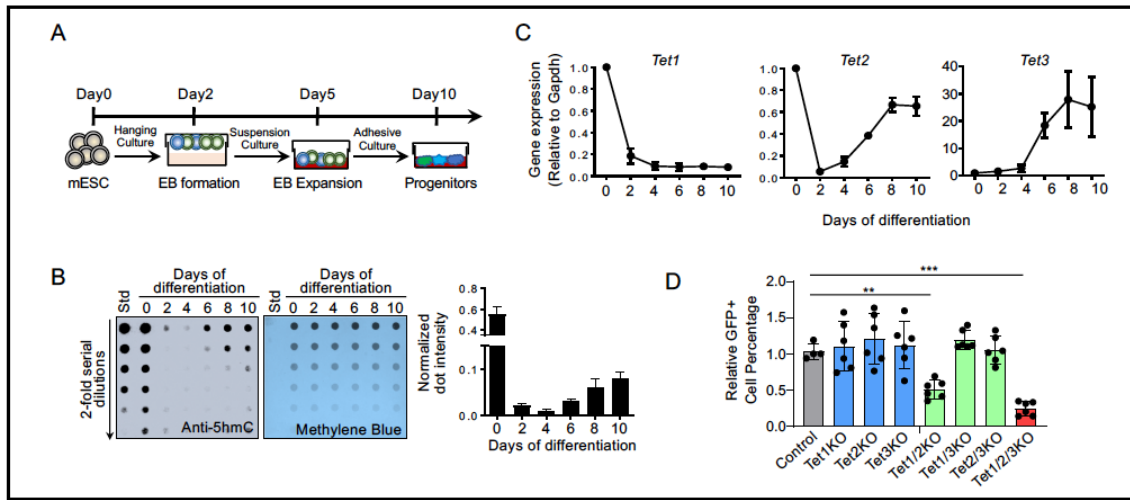 A
Day0 Day2 Day5 Day10
Hanging
Culture
Suspension
Culture
Adhesive
Culture
mESC EB formation EB Expansion Progenitors
C
Gene expression
(Relative to Gapdh)
Tet1
1.0
0.8
0.6
0.4
0.2
0.0
0 2 4 6 8 10
Tet2
1.0
0.8
0.6
0.4
0.2
0.0
0 2 4 6 8 10
Tet3
40
30
20
10
0
0 2 4 6 8 10
Days of differentiation
B
2-fold serial
dilutions
Days of
differentiation
Std 0 2 4 6 8 10
Anti-5hmC
Days of
differentiation
Std 0 2 4 6 8 10
Methylene Blue
Normalized
dot intensity
0.8
0.6
0.4
0.1
0.0
0 2 4 6 8 10
Days of differentiation
D
Relative GFP+
Cell Percentage
2.0
1.5
1.0
0.5
0.0
***
**
Control
Tet1KO
Tet2KO
Tet3KO
Tet1/2KO
Tet1/3KO
Tet2/3KO
Tet1/2/3KO